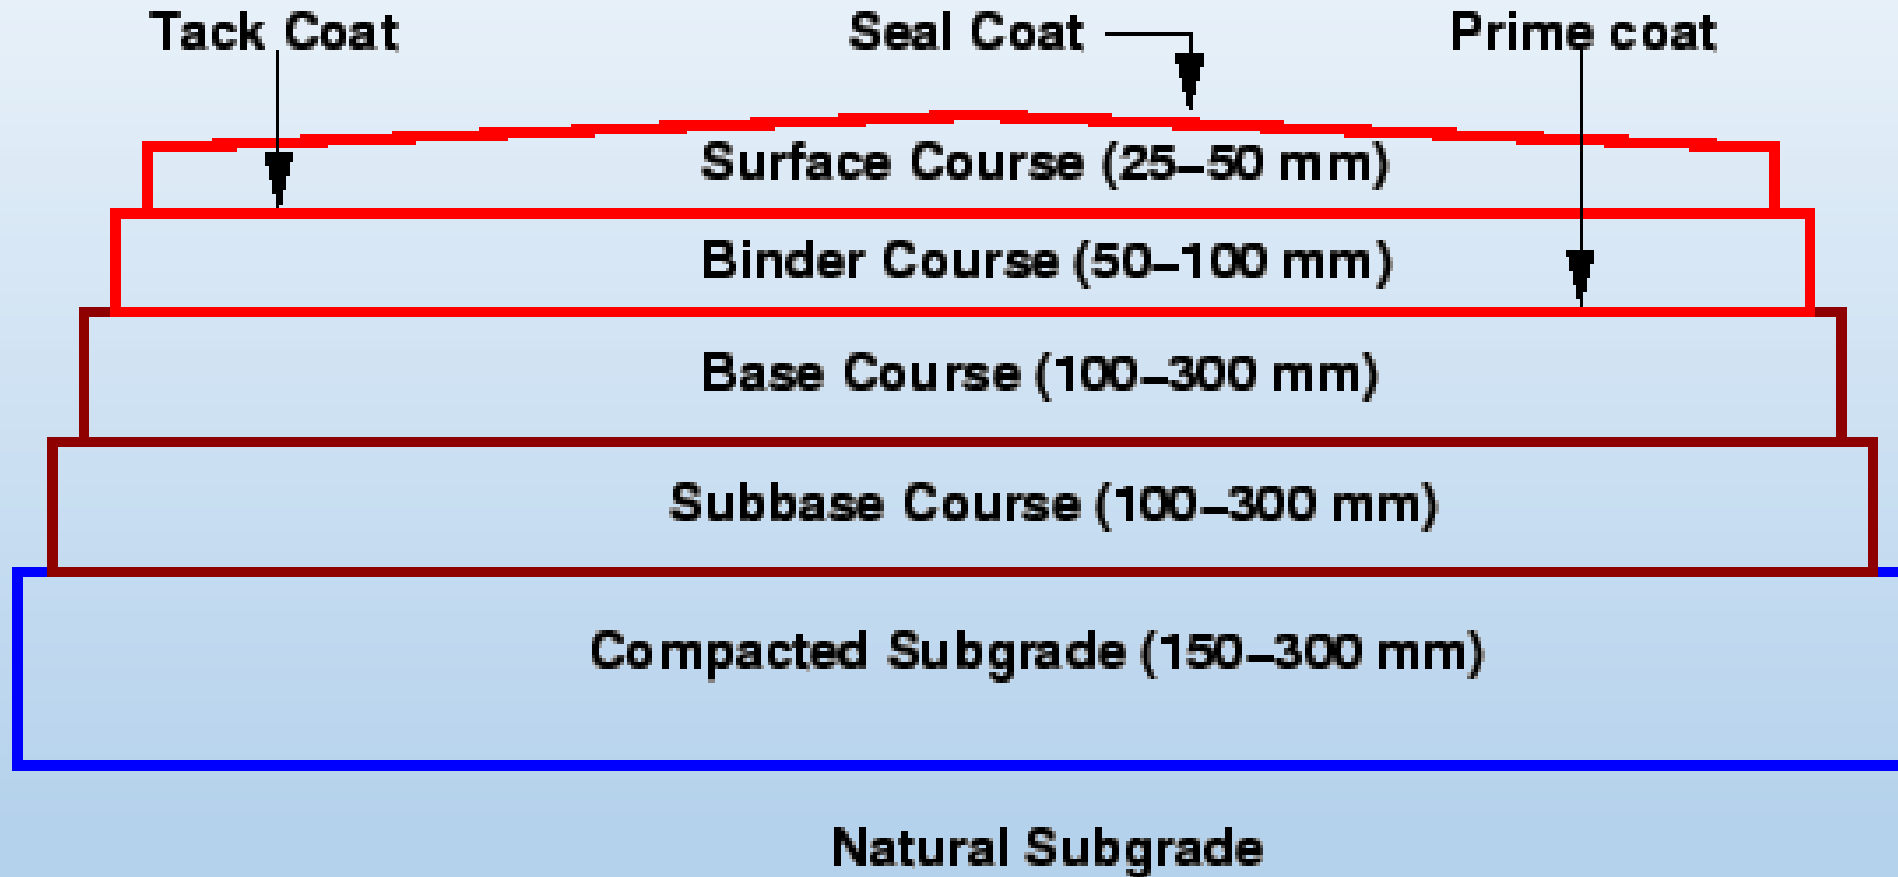 Tack Coat
Seal Coat
Prime coat
Surface Course (25–50 mm)
Binder Course (50–100 mm)
Base Course (100–300 mm)
Subbase Course (100–300 mm)
Compacted Subgrade (150–300 mm)
Natural Subgrade